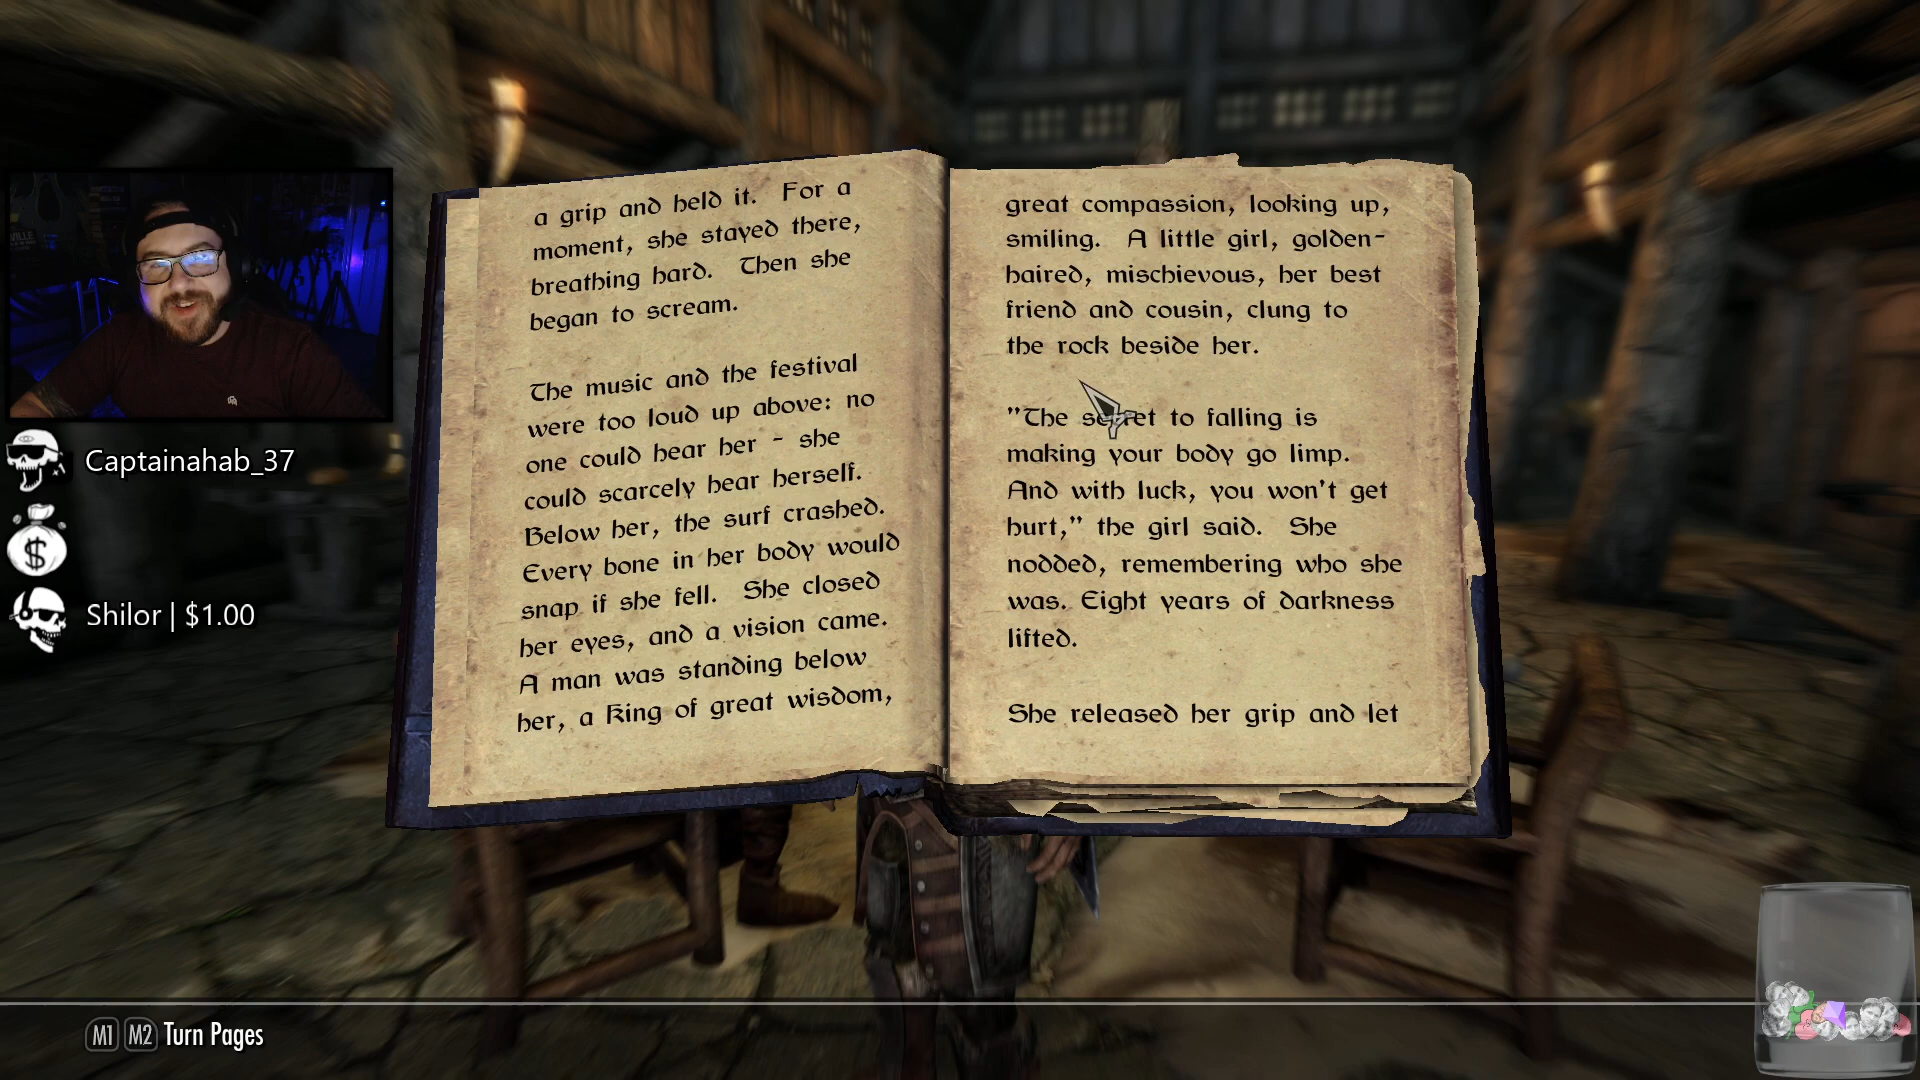 a grip and held it. For a
moment, she stayed there,
breathing hard. Then she
began to scream.
The music and the festival
were too loud up above: no
one could hear her - she
could scarcely hear herself.
Below her, the surf crashed.
Every bone in her body would
snap if she fell. She closed
her eyes, and a vision came.
A man was standing below
her, a King of great wisdom,
great compassion, looking up,
smiling. A little girl, golden-
haired, mischievous, her best
friend and cousin, clung to
the rock beside her.
"The secret to falling is
making your body go limp.
And with luck, you won't get
hurt," the girl said. She
nodded, remembering who she
was. Eight years of darkness
lifted.
She released her grip and let
Captainahab_37
$
Shilor | $1.00
M1 M2 Turn Pages